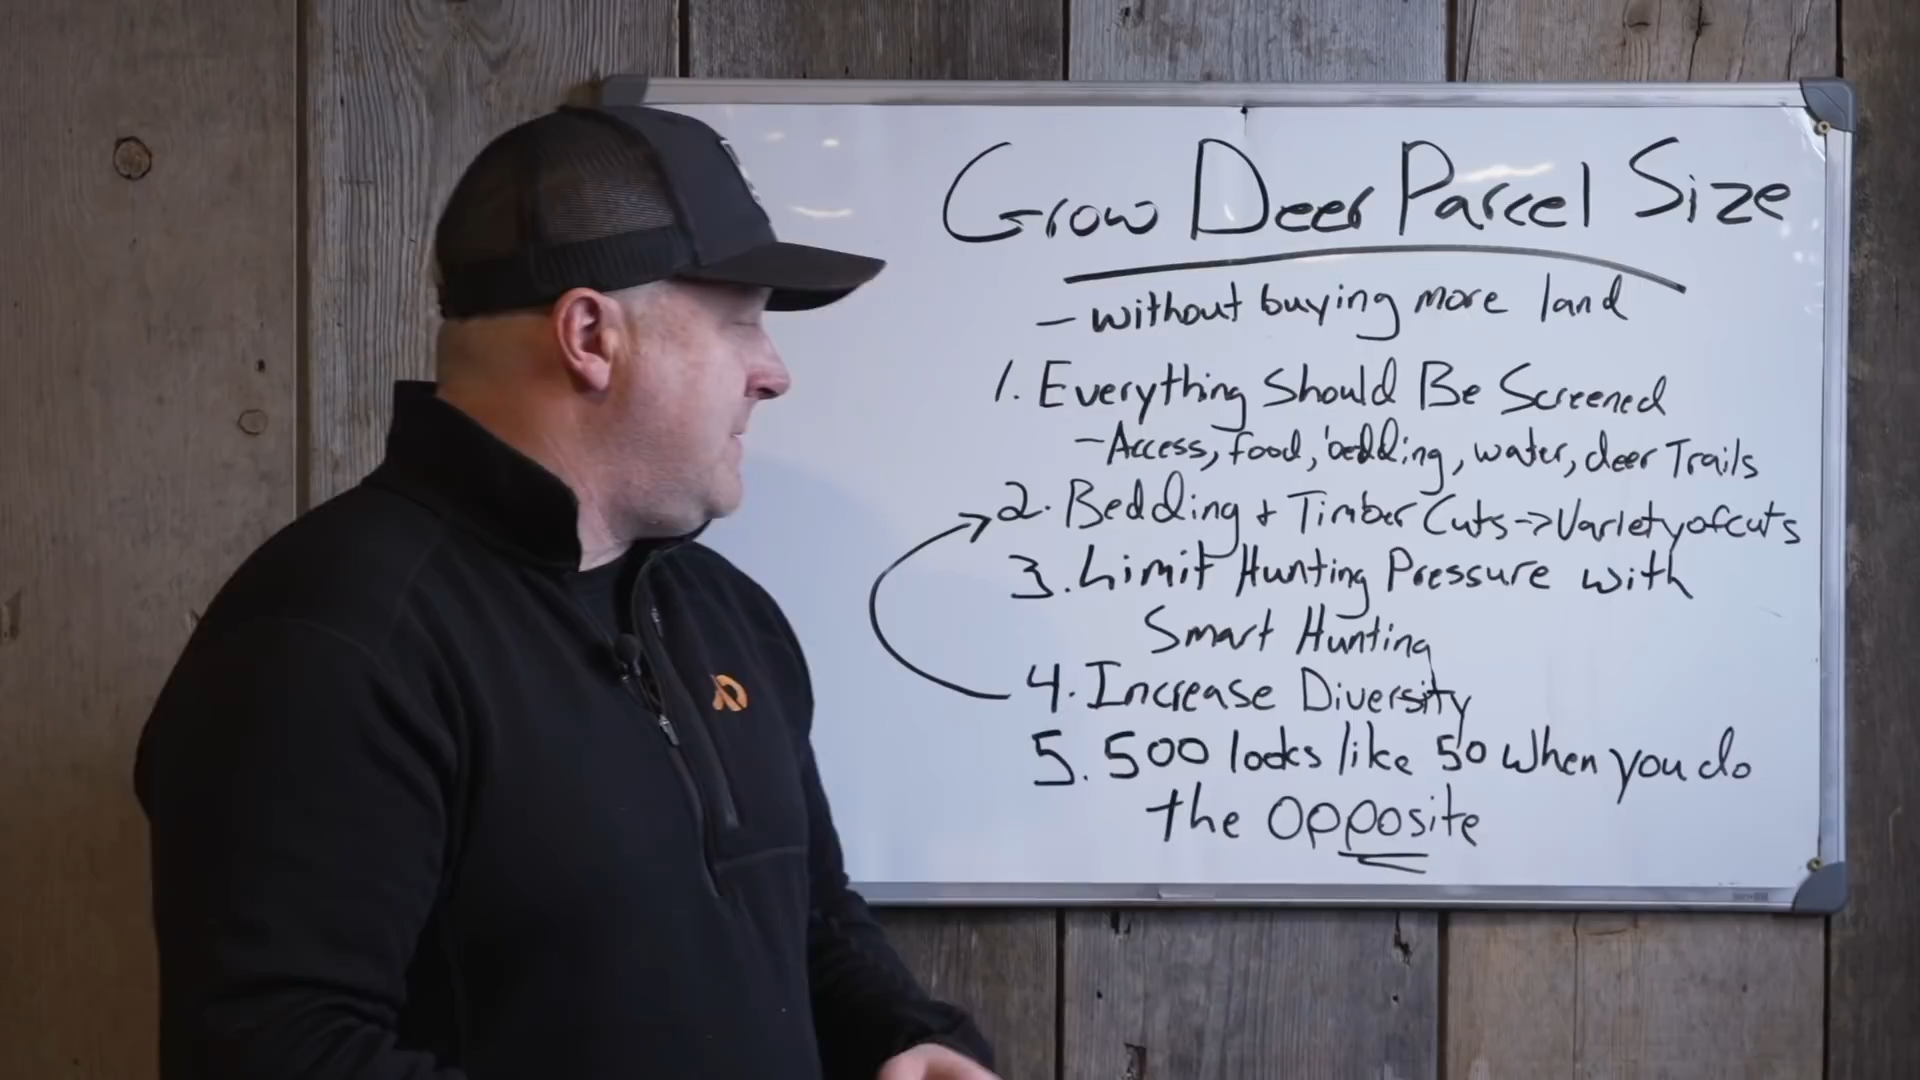 Grow Deer Parcel Size
- without buying more land
1. Everything Should Be Screened
- Access, food, bedding, water, deer Trails
2. Bedding + Timber Cuts -> Variety of cuts
3. Limit Hunting Pressure with
Smart Hunting
4. Increase Diversity
5. 500 looks like 50 when you do
the opposite